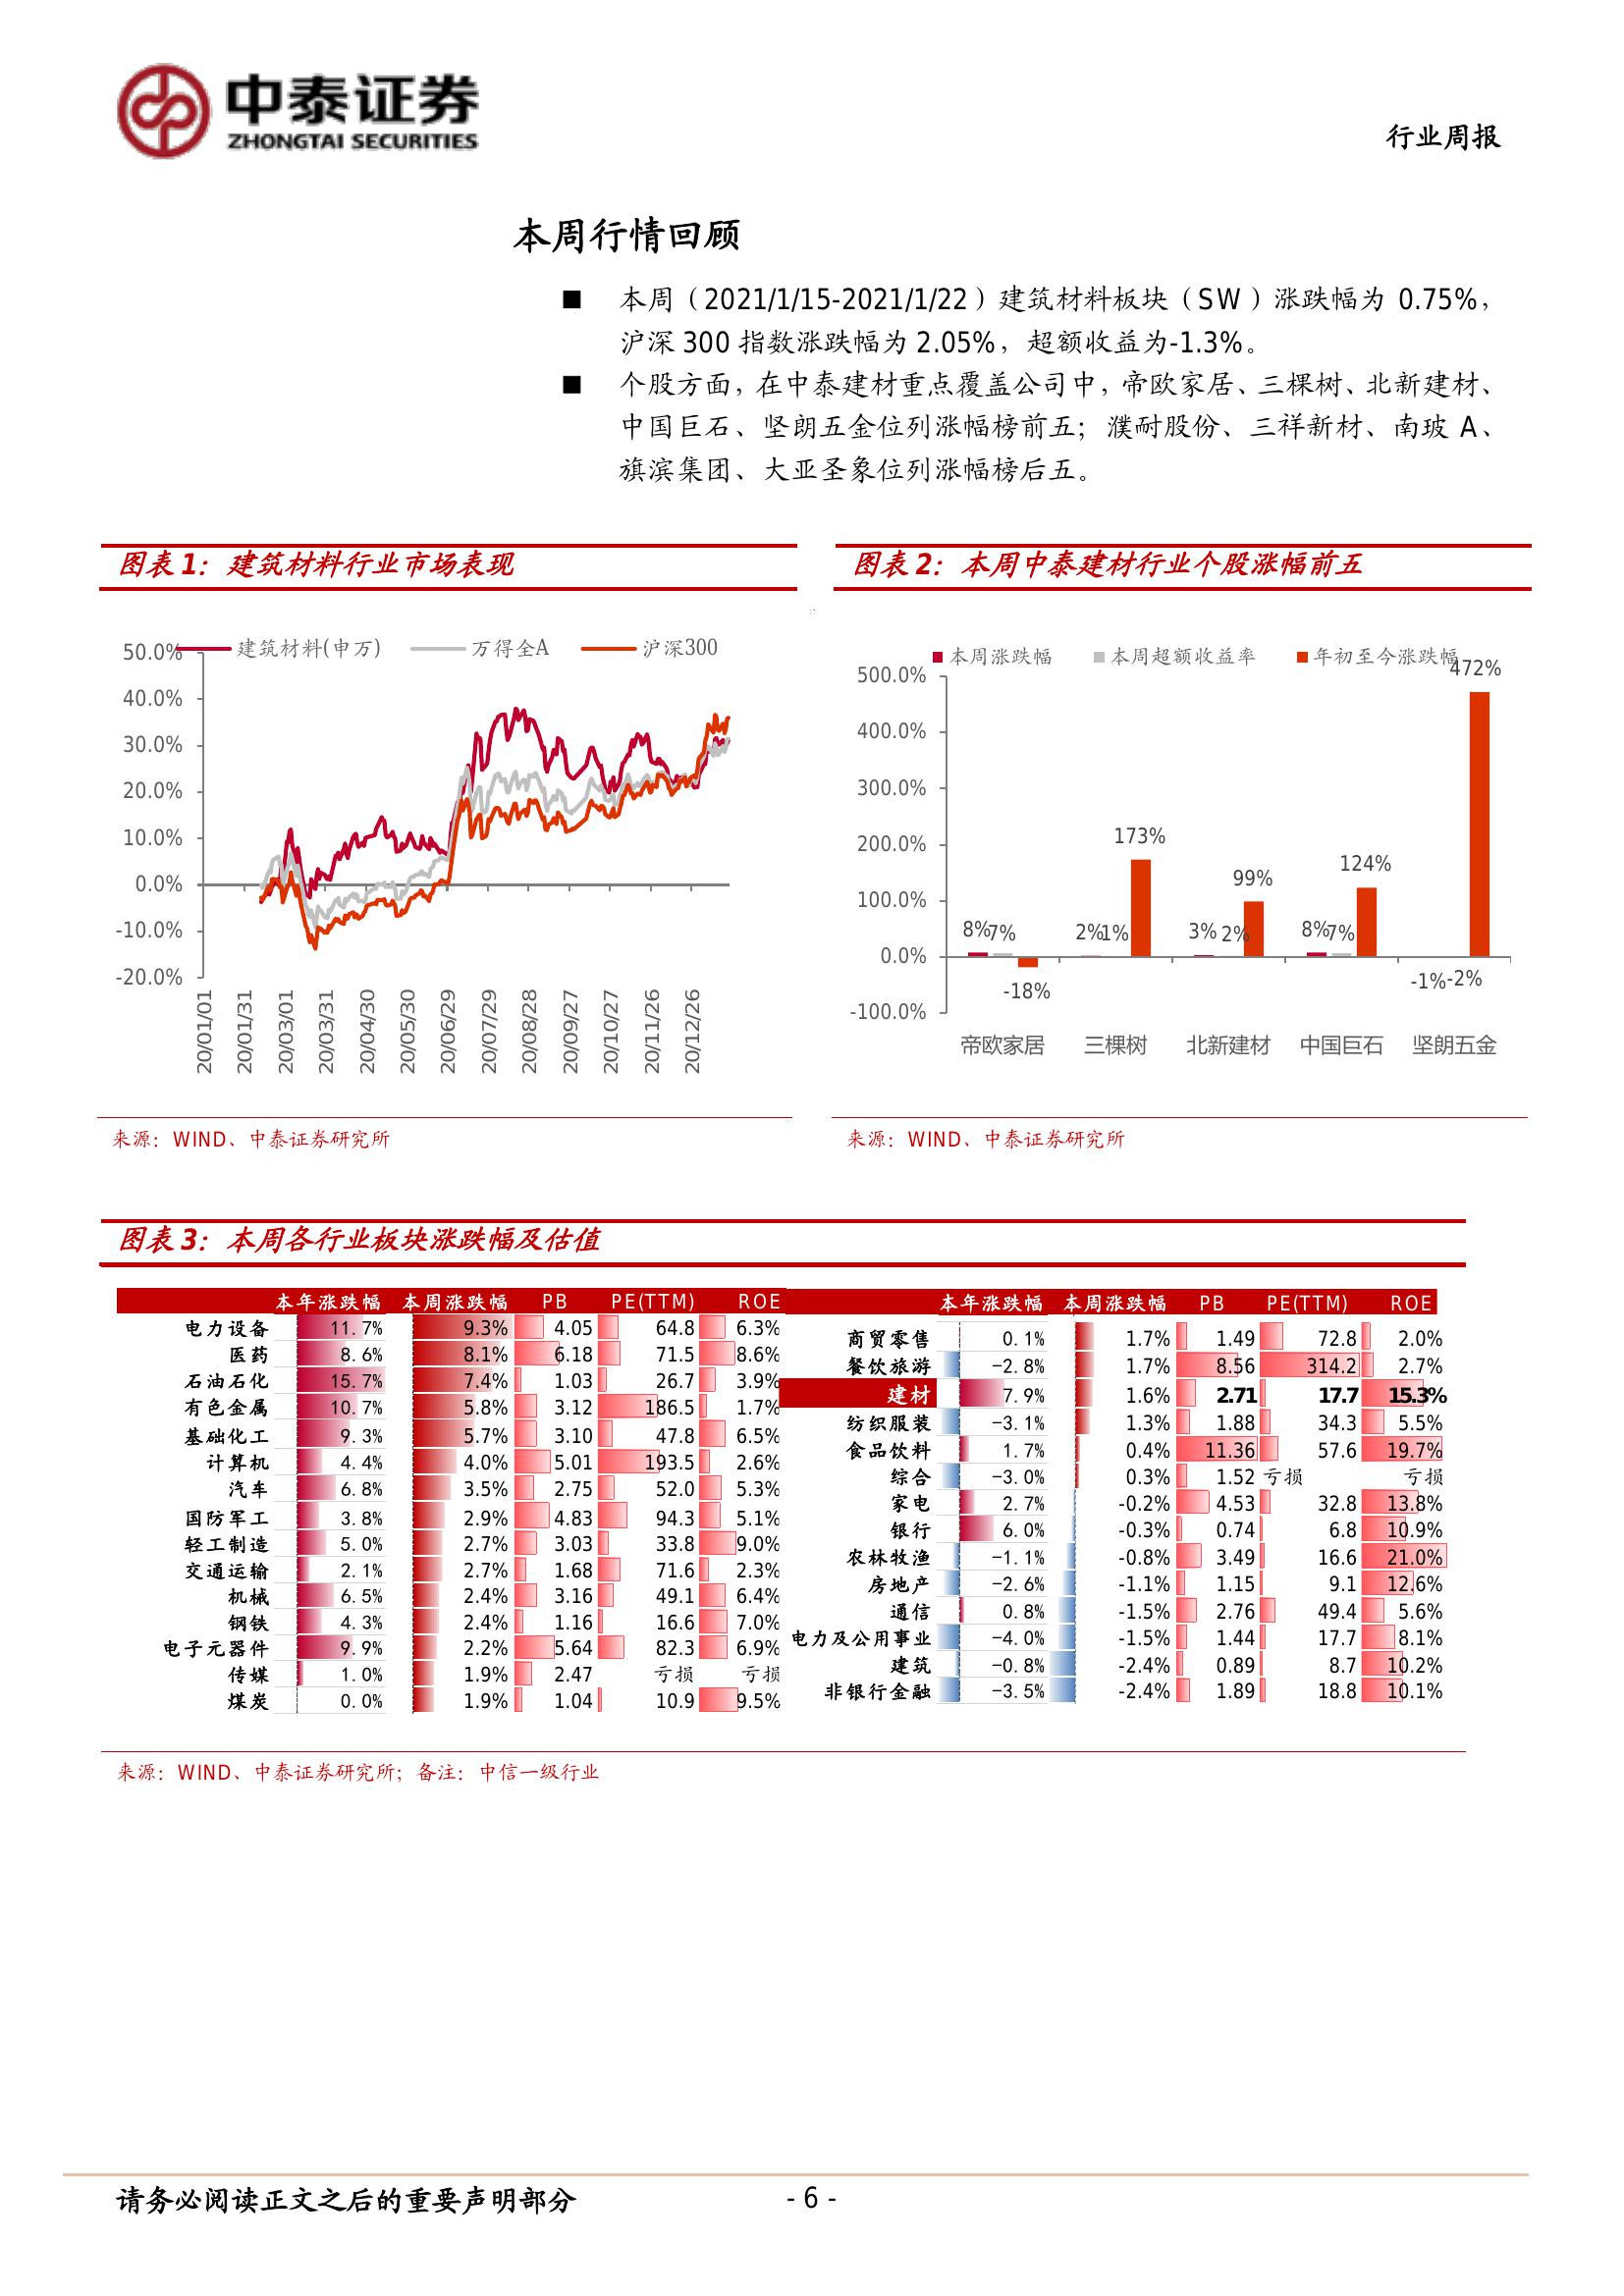 中泰证券
ZHONGTAI SECURITIES
行业周报
本周行情回顾
■ 本周（2021/1/15-2021/1/22）建筑材料板块（SW）涨跌幅为 0.75%，
沪深 300 指数涨跌幅为 2.05%，超额收益为-1.3%。
■ 个股方面，在中泰建材重点覆盖公司中，帝欧家居、三棵树、北新建材、
中国巨石、坚朗五金位列涨幅榜前五；濮耐股份、三祥新材、南玻 A、
旗滨集团、大亚圣象位列涨幅榜后五。
图表 1：建筑材料行业市场表现
建筑材料(申万) 万得全A 沪深300
50.0%
40.0%
30.0%
20.0%
10.0%
0.0%
-10.0%
-20.0%
20/01/01 20/01/31 20/03/01 20/03/31 20/04/30 20/05/30 20/06/29 20/07/29 20/08/28 20/09/27 20/10/27 20/11/26 20/12/26
来源：WIND、中泰证券研究所
图表 2：本周中泰建材行业个股涨幅前五
本周涨跌幅 本周超额收益率 年初至今涨跌幅
500.0%
400.0%
300.0%
200.0%
100.0%
0.0%
-100.0%
8% 7% -18% 2% 1% 173% 3% 2% 99% 8% 7% 124% -1% -2% 472%
帝欧家居 三棵树 北新建材 中国巨石 坚朗五金
来源：WIND、中泰证券研究所
图表 3：本周各行业板块涨跌幅及估值
本年涨跌幅 本周涨跌幅 PB PE(TTM) ROE
电力设备 11.7% 9.3% 4.05 64.8 6.3%
医药 8.6% 8.1% 6.18 71.5 8.6%
石油石化 15.7% 7.4% 1.03 26.7 3.9%
有色金属 10.7% 5.8% 3.12 186.5 1.7%
基础化工 9.3% 5.7% 3.10 47.8 6.5%
计算机 4.4% 4.0% 5.01 193.5 2.6%
汽车 6.8% 3.5% 2.75 52.0 5.3%
国防军工 3.8% 2.9% 4.83 94.3 5.1%
轻工制造 5.0% 2.7% 3.03 33.8 9.0%
交通运输 2.1% 2.7% 1.68 71.6 2.3%
机械 6.5% 2.4% 3.16 49.1 6.4%
钢铁 4.3% 2.4% 1.16 16.6 7.0%
电子元器件 9.9% 2.2% 5.64 82.3 6.9%
传媒 1.0% 1.9% 2.47 亏损 亏损
煤炭 0.0% 1.9% 1.04 10.9 9.5%
本年涨跌幅 本周涨跌幅 PB PE(TTM) ROE
商贸零售 0.1% 1.7% 1.49 72.8 2.0%
餐饮旅游 -2.8% 1.7% 8.56 314.2 2.7%
建材 7.9% 1.6% 2.71 17.7 15.3%
纺织服装 -3.1% 1.3% 1.88 34.3 5.5%
食品饮料 1.7% 0.4% 11.36 57.6 19.7%
综合 -3.0% 0.3% 1.52 亏损 亏损
家电 2.7% -0.2% 4.53 32.8 13.8%
银行 6.0% -0.3% 0.74 6.8 10.9%
农林牧渔 -1.1% -0.8% 3.49 16.6 21.0%
房地产 -2.6% -1.1% 1.15 9.1 12.6%
通信 0.8% -1.5% 2.76 49.4 5.6%
电力及公用事业 -4.0% -1.5% 1.44 17.7 8.1%
建筑 -0.8% -2.4% 0.89 8.7 10.2%
非银行金融 -3.5% -2.4% 1.89 18.8 10.1%
来源：WIND、中泰证券研究所；备注：中信一级行业
请务必阅读正文之后的重要声明部分
- 6 -